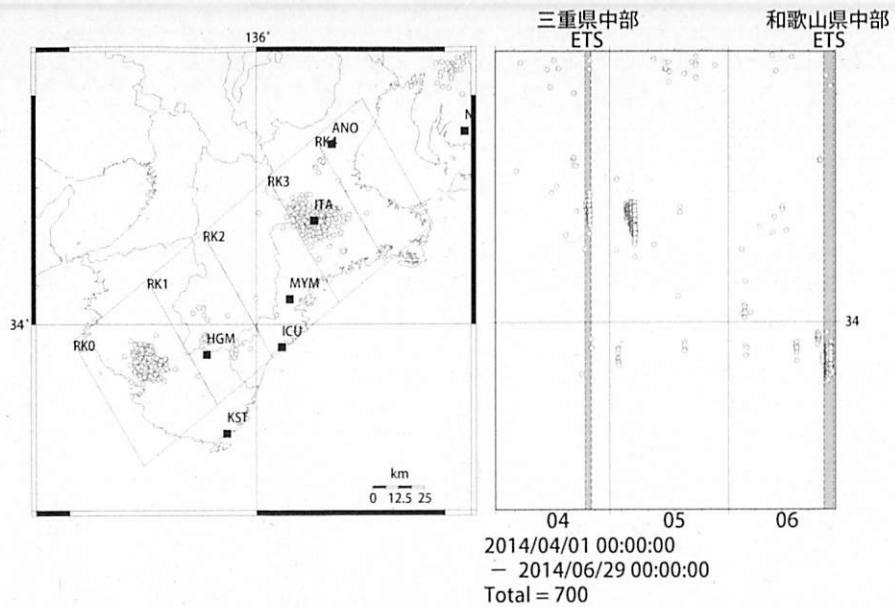 三重県中部
ETS
和歌山県中部
ETS
136°
N
ANO
RK4
RK3
ITA
RK2
RK1
MYM
34°
RK0
HGM
ICU
KST
km
0 12.5 25
34
04 05 06
2014/04/01 00:00:00
－ 2014/06/29 00:00:00
Total = 700